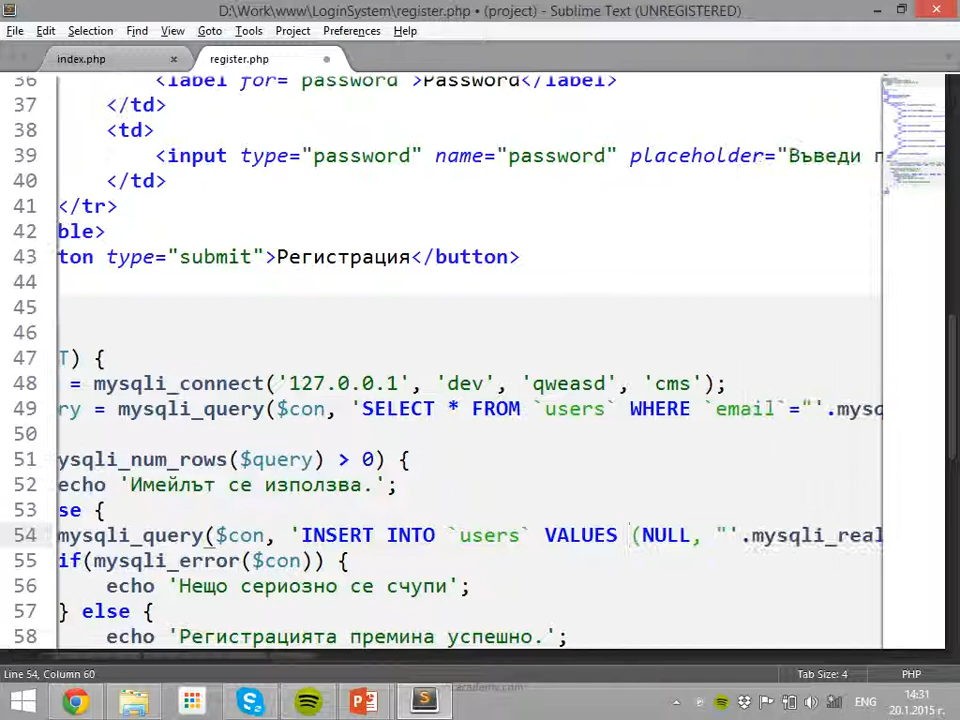 D:\Work\www\LoginSystem\register.php • (project) - Sublime Text (UNREGISTERED)
File Edit Selection Find View Goto Tools Project Preferences Help
index.php × register.php
36 <label for= password >Password</label>
37 </td>
38 <td>
39 <input type="password" name="password" placeholder="Въведи п
40 </td>
41 </tr>
42 ble>
43 ton type="submit">Регистрация</button>
44
45
46
47 T) {
48 = mysqli_connect('127.0.0.1', 'dev', 'qweasd', 'cms');
49 ry = mysqli_query($con, 'SELECT * FROM `users` WHERE `email`="'.mysq
50
51 ysqli_num_rows($query) > 0) {
52 echo 'Имейлът се използва.';
53 se {
54 mysqli_query($con, 'INSERT INTO `users` VALUES (NULL, "'.mysqli_real
55 if(mysqli_error($con)) {
56 echo 'Нещо сериозно се счупи';
57 } else {
58 echo 'Регистрацията премина успешно.';
Line 54, Column 60 Tab Size: 4 PHP
academy.com
ENG 14:31
20.1.2015 г.